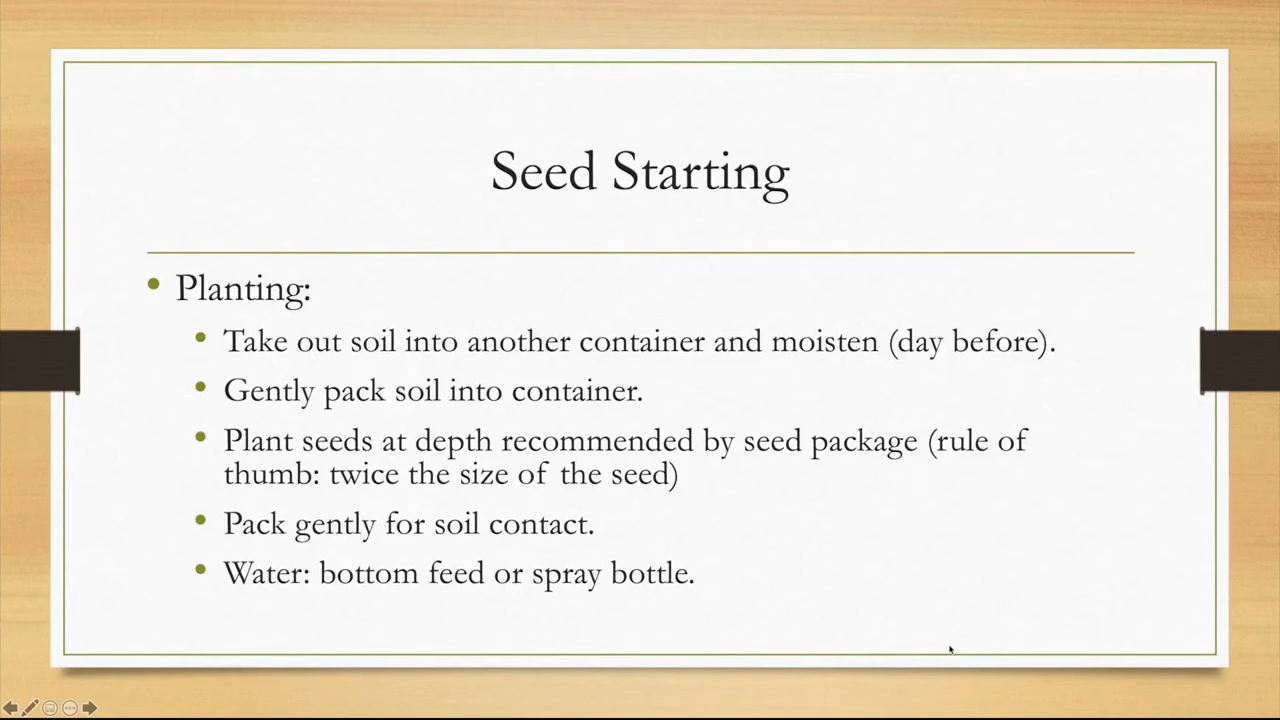 Seed Starting
• Planting:
• Take out soil into another container and moisten (day before).
• Gently pack soil into container.
• Plant seeds at depth recommended by seed package (rule of
thumb: twice the size of the seed)
• Pack gently for soil contact.
• Water: bottom feed or spray bottle.